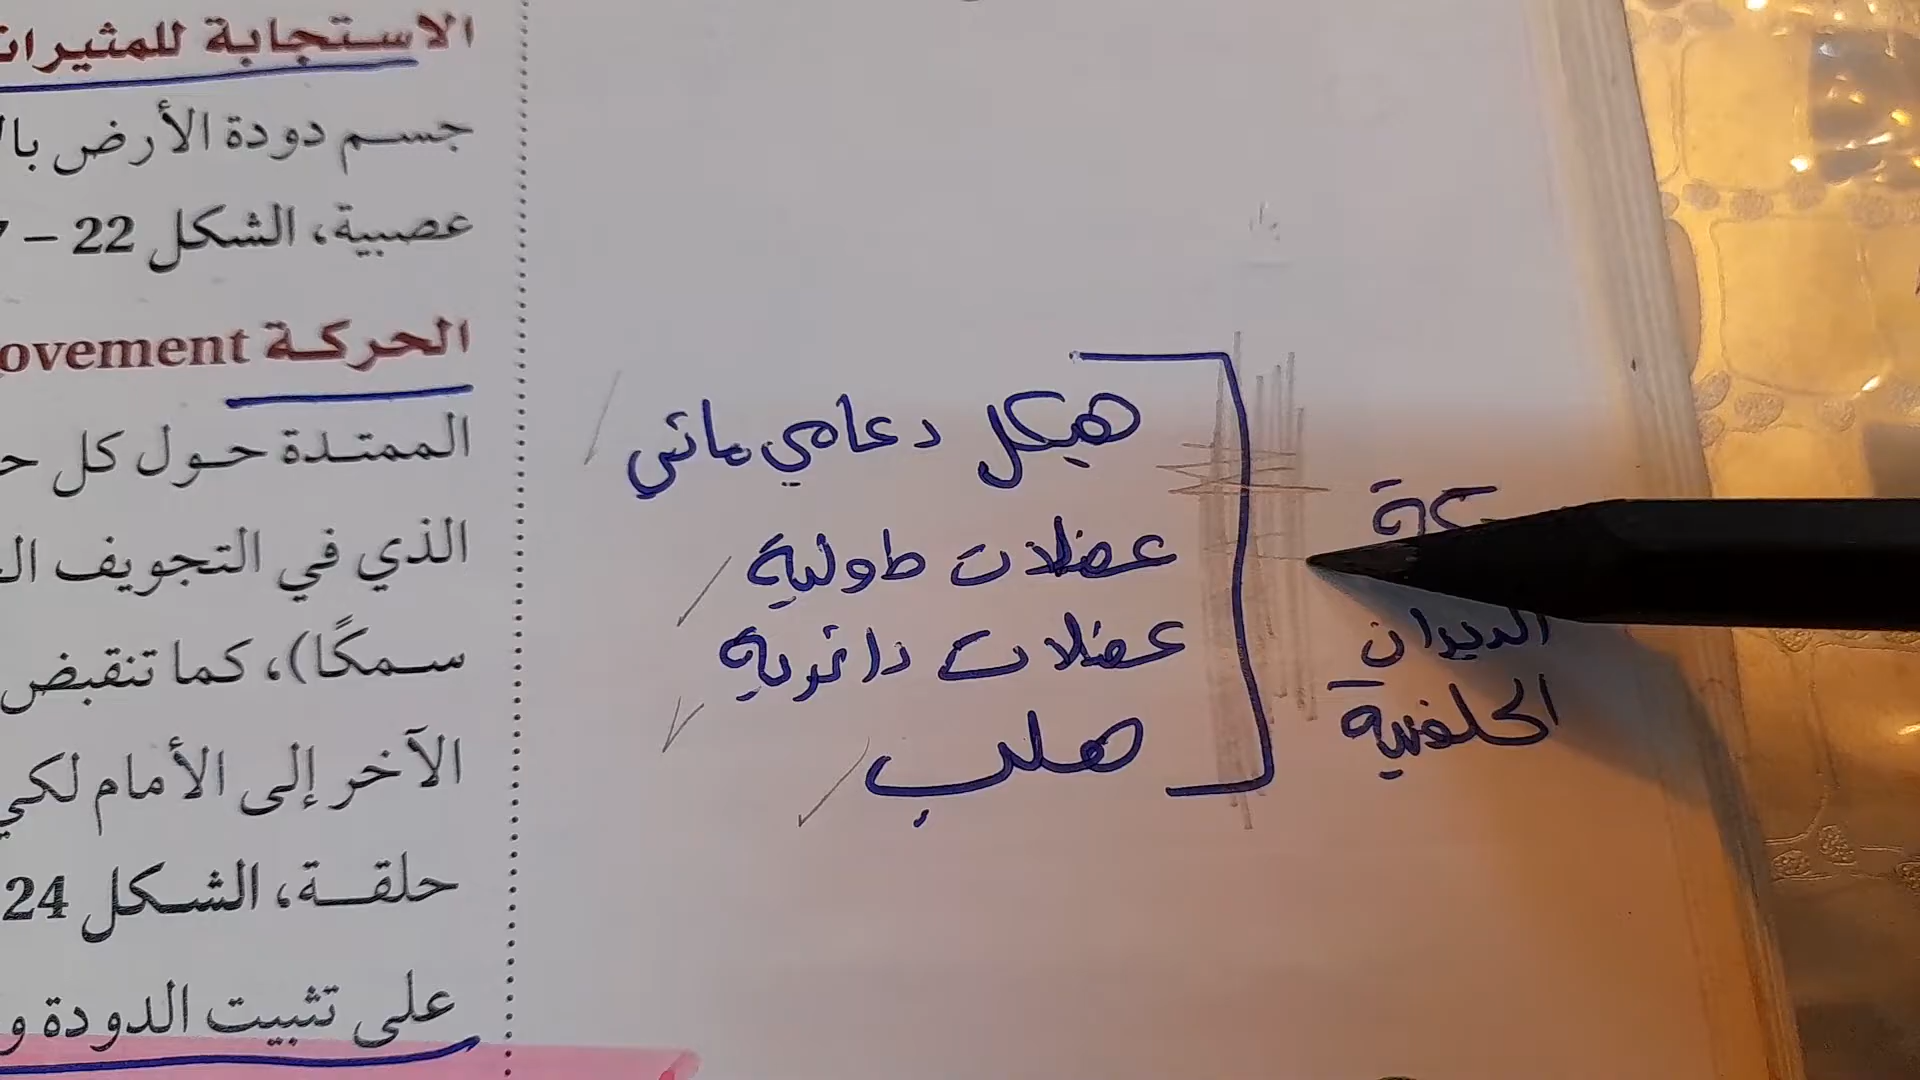 الاستجابة للمثيرات
جسم دودة الأرض
عصبية، الشكل 22 –
الحركة ovement
الممتدة حول كل
الذي في التجويف
سمكًا)، كما تنقبض
الآخر إلى الأمام لكي
حلقة، الشكل 24
على تثبيت الدودة و
هيكل دعامي مائي
عضلات طولية
عضلات دائرية
هلب
الديدان
الحلقية